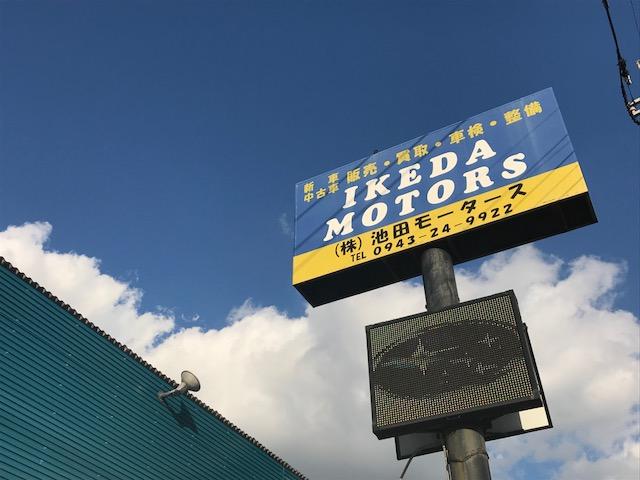 新車 販売・買取・車検・整備
中古車
IKEDA
MOTORS
(株) 池田モータース
TEL 0943-24-9922